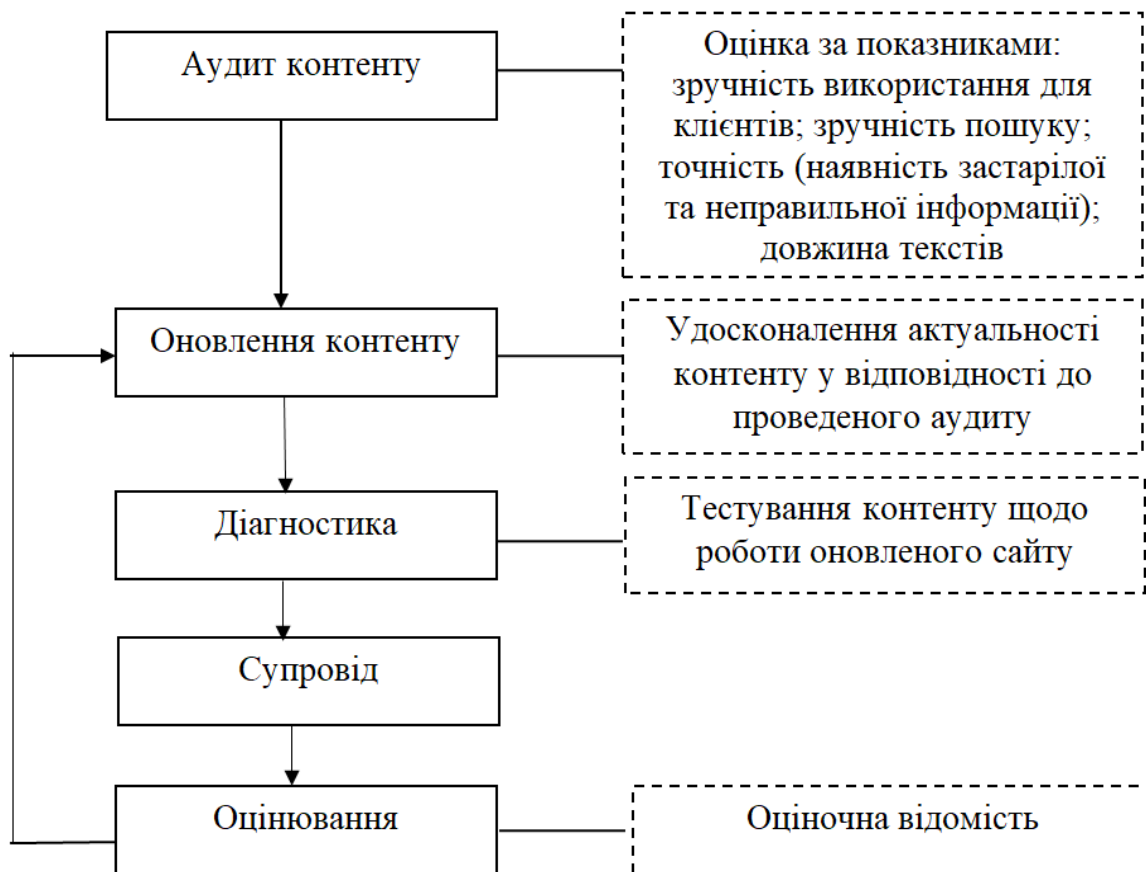 Аудит контенту
Оцінка за показниками:
зручність використання для
клієнтів; зручність пошуку;
точність (наявність застарілої
та неправильної інформації);
довжина текстів
Оновлення контенту
Удосконалення актуальності
контенту у відповідності до
проведеного аудиту
Діагностика
Тестування контенту щодо
роботи оновленого сайту
Супровід
Оцінювання
Оціночна відомість